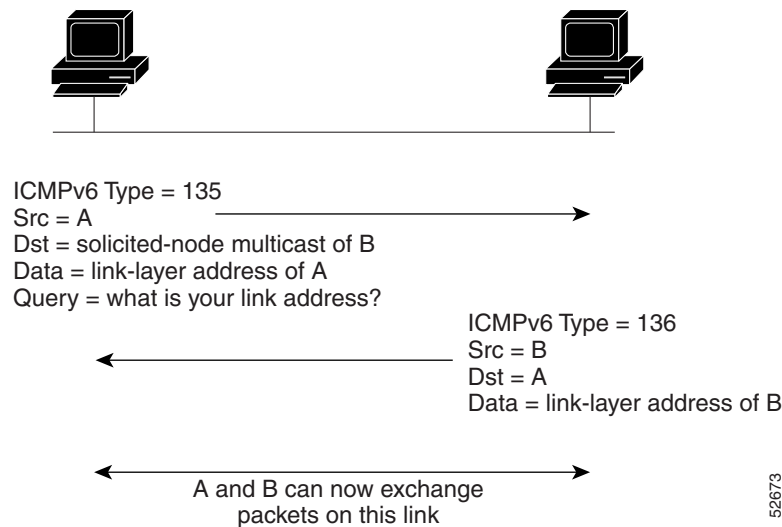 ICMPv6 Type = 135
Src = A
Dst = solicited-node multicast of B
Data = link-layer address of A
Query = what is your link address?
ICMPv6 Type = 136
Src = B
Dst = A
Data = link-layer address of B
A and B can now exchange
packets on this link
52673